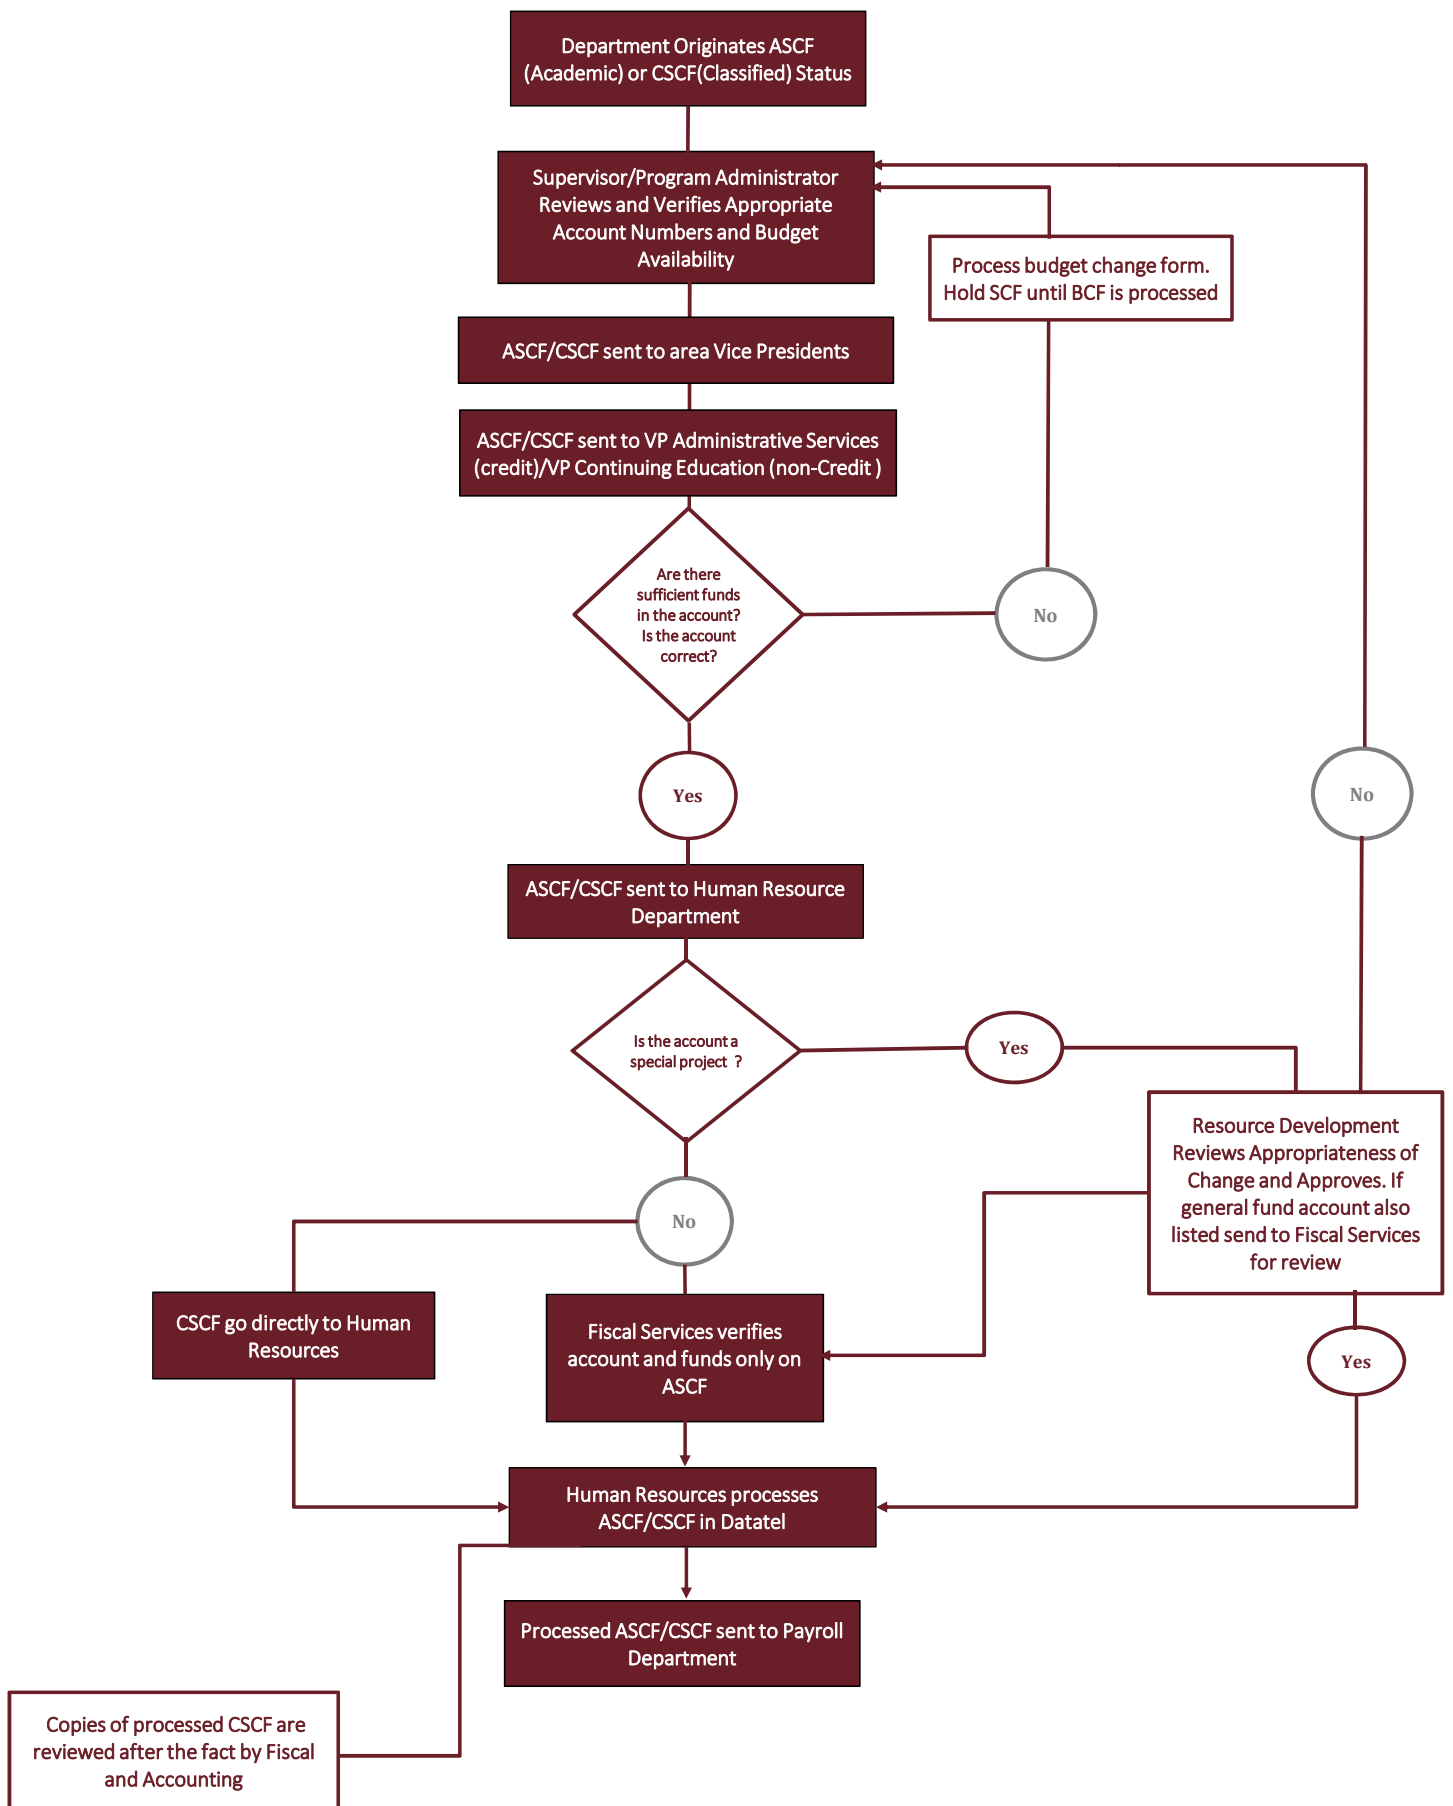 Department Originates ASCF
(Academic) or CSCF(Classified) Status
Supervisor/Program Administrator
Reviews and Verifies Appropriate
Account Numbers and Budget
Availability
Process budget change form.
Hold SCF until BCF is processed
ASCF/CSCF sent to area Vice Presidents
ASCF/CSCF sent to VP Administrative Services
(credit)/VP Continuing Education (non-Credit )
Are there
sufficient funds
in the account?
Is the account
correct?
No
Yes
No
ASCF/CSCF sent to Human Resource
Department
Is the account a
special project ?
Yes
Resource Development
Reviews Appropriateness of
Change and Approves. If
general fund account also
listed send to Fiscal Services
for review
No
CSCF go directly to Human
Resources
Fiscal Services verifies
account and funds only on
ASCF
Yes
Human Resources processes
ASCF/CSCF in Datatel
Processed ASCF/CSCF sent to Payroll
Department
Copies of processed CSCF are
reviewed after the fact by Fiscal
and Accounting